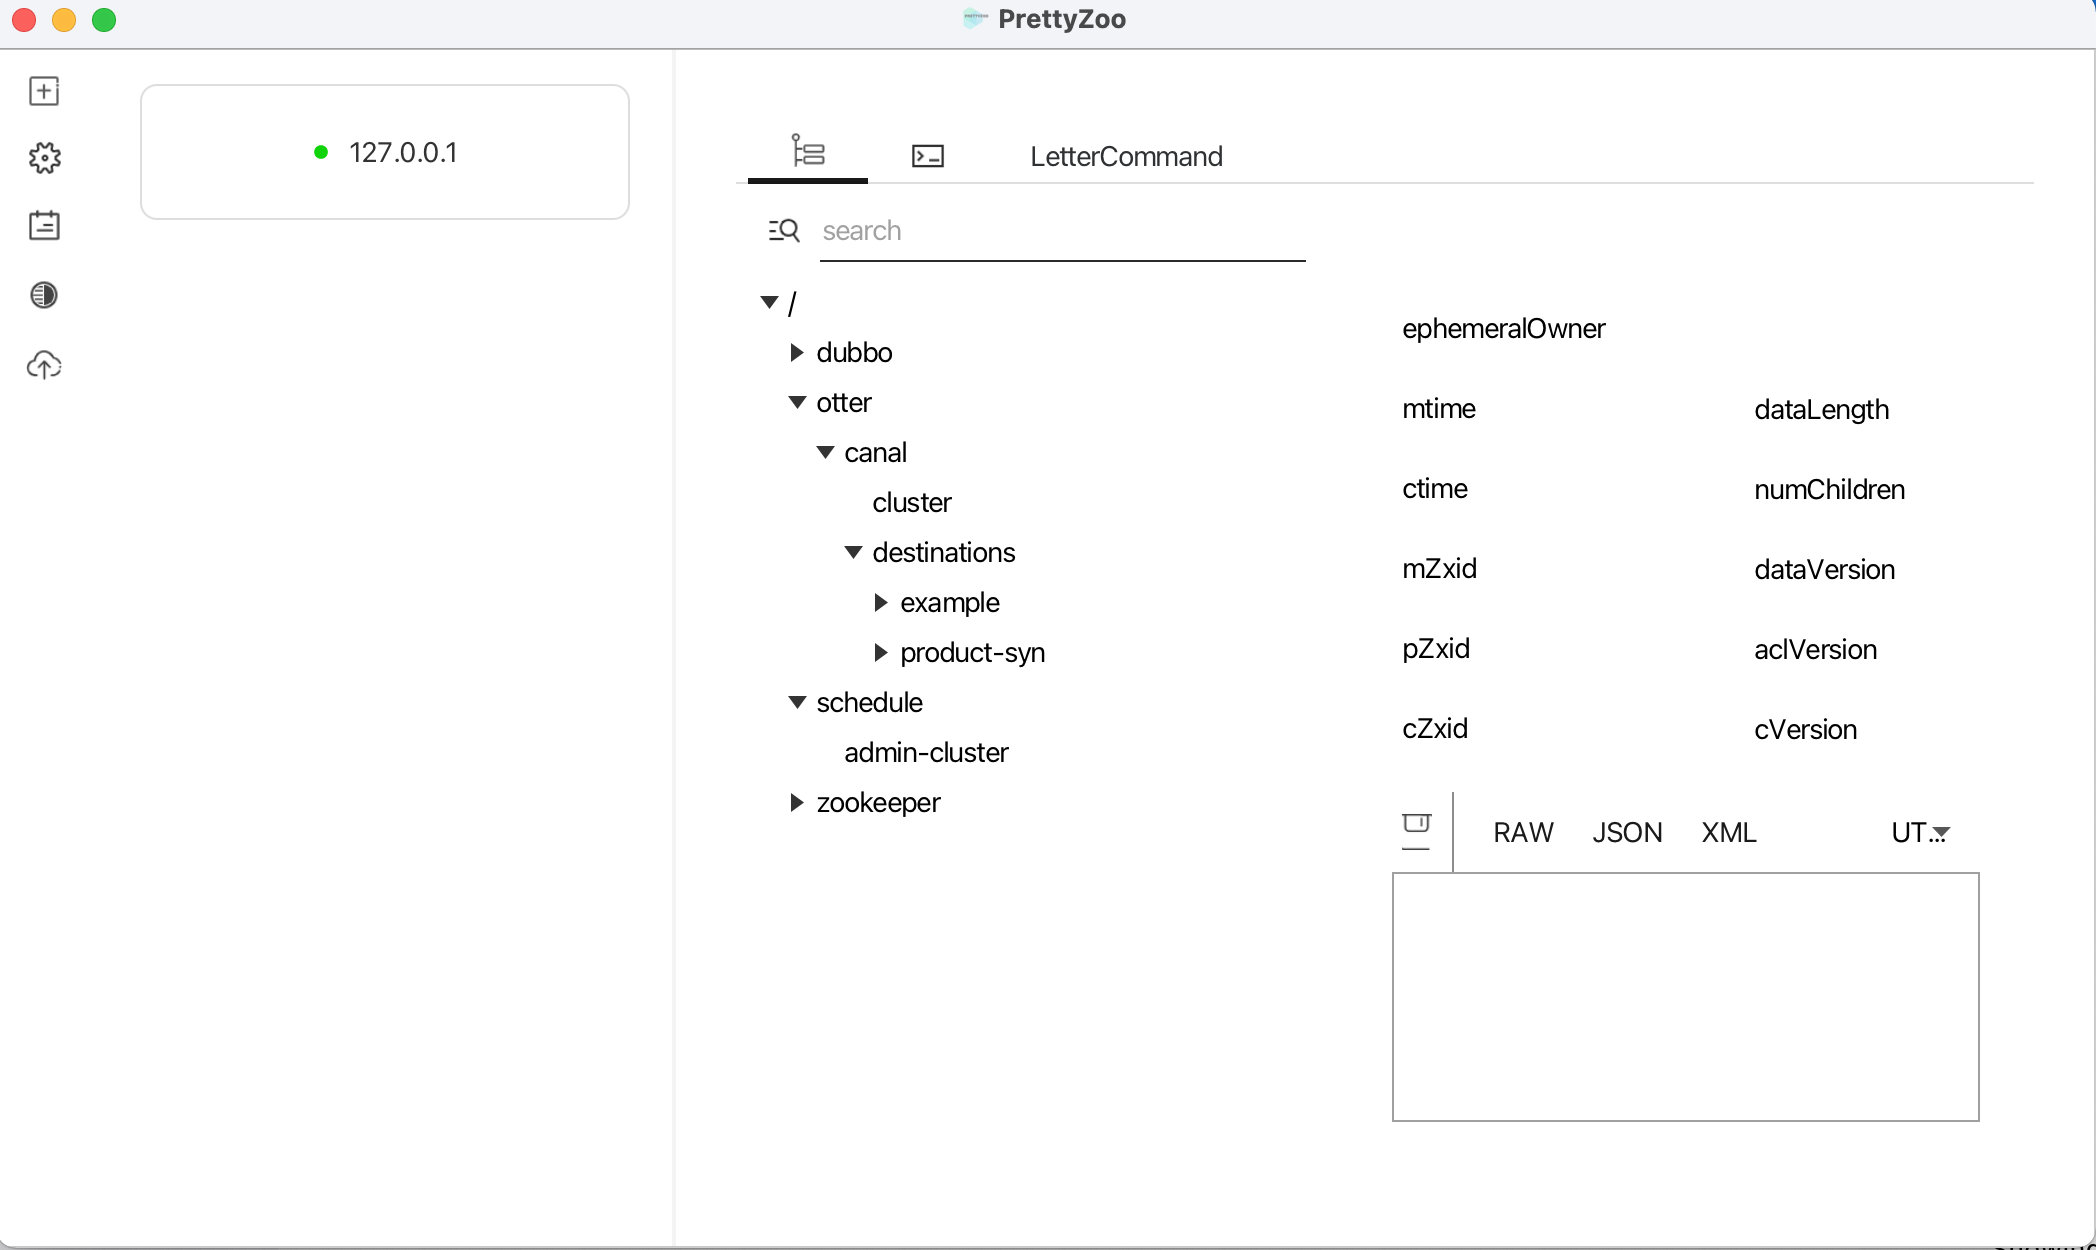 PrettyZoo
127.0.0.1
LetterCommand
search
/
dubbo
otter
canal
cluster
destinations
example
product-syn
schedule
admin-cluster
zookeeper
ephemeralOwner
mtime dataLength
ctime numChildren
mZxid dataVersion
pZxid aclVersion
cZxid cVersion
RAW JSON XML UT...